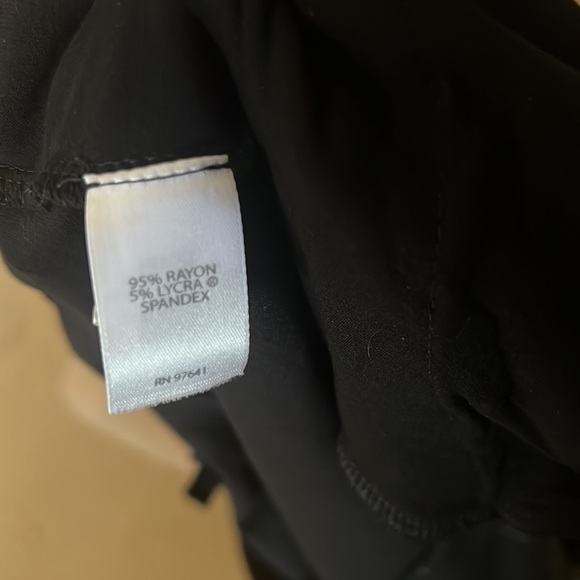 95% RAYON
5% LYCRA ®
SPANDEX
RN 97641